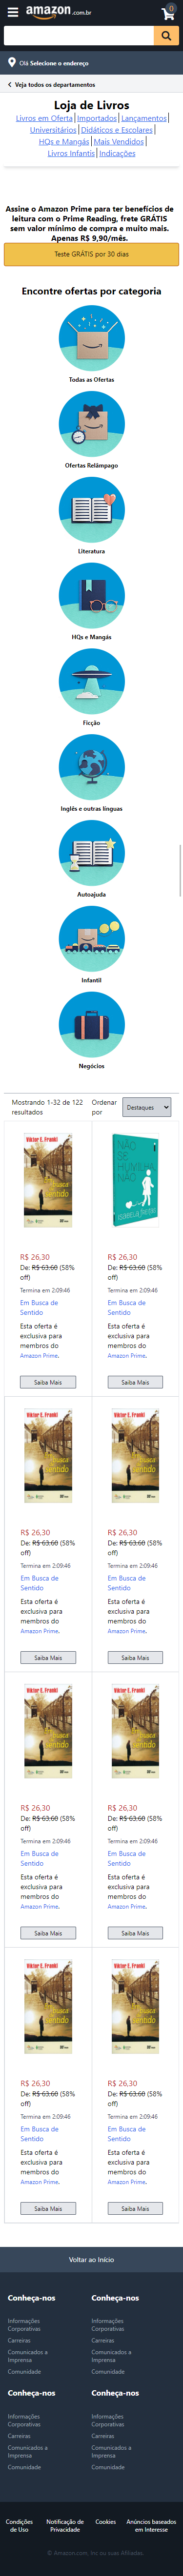 amazon.com.br
0
Olá Selecione o endereço
Veja todos os departamentos
Loja de Livros
Livros em Oferta Importados Lançamentos
Universitários Didáticos e Escolares
HQs e Mangás Mais Vendidos
Livros Infantis Indicações
Assine o Amazon Prime para ter benefícios de
leitura com o Prime Reading, frete GRÁTIS
sem valor mínimo de compra e muito mais.
Apenas R$ 9,90/mês.
Teste GRÁTIS por 30 dias
Encontre ofertas por categoria
Todas as Ofertas
Ofertas Relâmpago
Literatura
HQs e Mangás
Ficção
Inglês e outras línguas
Autoajuda
Infantil
Negócios
Mostrando 1-32 de 122
resultados
Ordenar
por
Destaques
Viktor E. Frankl
Em Busca
de Sentido
R$ 26,30
De: R$ 63,60 (58%
off)
Termina em 2:09:46
Em Busca de
Sentido
Esta oferta é
exclusiva para
membros do
Amazon Prime.
Saiba Mais
NÃO
SE
HUMILHA,
NÃO
R$ 26,30
De: R$ 63,60 (58%
off)
Termina em 2:09:46
Em Busca de
Sentido
Esta oferta é
exclusiva para
membros do
Amazon Prime.
Saiba Mais
Viktor E. Frankl
Em Busca
de Sentido
R$ 26,30
De: R$ 63,60 (58%
off)
Termina em 2:09:46
Em Busca de
Sentido
Esta oferta é
exclusiva para
membros do
Amazon Prime.
Saiba Mais
Viktor E. Frankl
Em Busca
de Sentido
R$ 26,30
De: R$ 63,60 (58%
off)
Termina em 2:09:46
Em Busca de
Sentido
Esta oferta é
exclusiva para
membros do
Amazon Prime.
Saiba Mais
Viktor E. Frankl
Em Busca
de Sentido
R$ 26,30
De: R$ 63,60 (58%
off)
Termina em 2:09:46
Em Busca de
Sentido
Esta oferta é
exclusiva para
membros do
Amazon Prime.
Saiba Mais
Viktor E. Frankl
Em Busca
de Sentido
R$ 26,30
De: R$ 63,60 (58%
off)
Termina em 2:09:46
Em Busca de
Sentido
Esta oferta é
exclusiva para
membros do
Amazon Prime.
Saiba Mais
Viktor E. Frankl
Em Busca
de Sentido
R$ 26,30
De: R$ 63,60 (58%
off)
Termina em 2:09:46
Em Busca de
Sentido
Esta oferta é
exclusiva para
membros do
Amazon Prime.
Saiba Mais
Viktor E. Frankl
Em Busca
de Sentido
R$ 26,30
De: R$ 63,60 (58%
off)
Termina em 2:09:46
Em Busca de
Sentido
Esta oferta é
exclusiva para
membros do
Amazon Prime.
Saiba Mais
Voltar ao Início
Conheça-nos
Informações
Corporativas
Carreiras
Comunicados a
Imprensa
Comunidade
Conheça-nos
Informações
Corporativas
Carreiras
Comunicados a
Imprensa
Comunidade
Conheça-nos
Informações
Corporativas
Carreiras
Comunicados a
Imprensa
Comunidade
Conheça-nos
Informações
Corporativas
Carreiras
Comunicados a
Imprensa
Comunidade
Condições
de Uso
Notificação de
Privacidade
Cookies
Anúncios baseados
em Interesse
© Amazon.com, Inc ou suas Afiliadas.